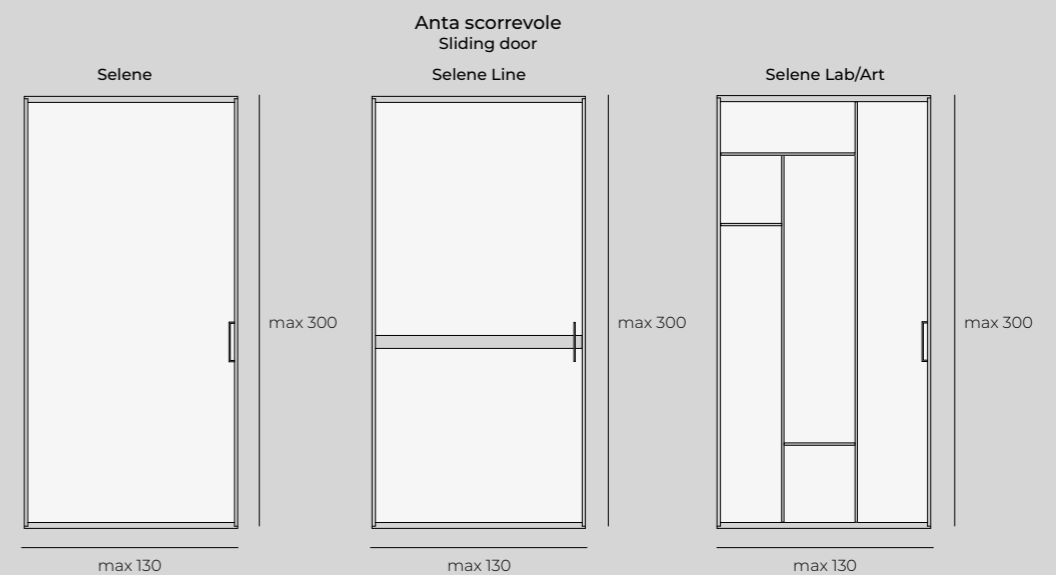 Anta scorrevole
Sliding door
Selene
Selene Line
Selene Lab/Art
max 300
max 300
max 300
max 130
max 130
max 130